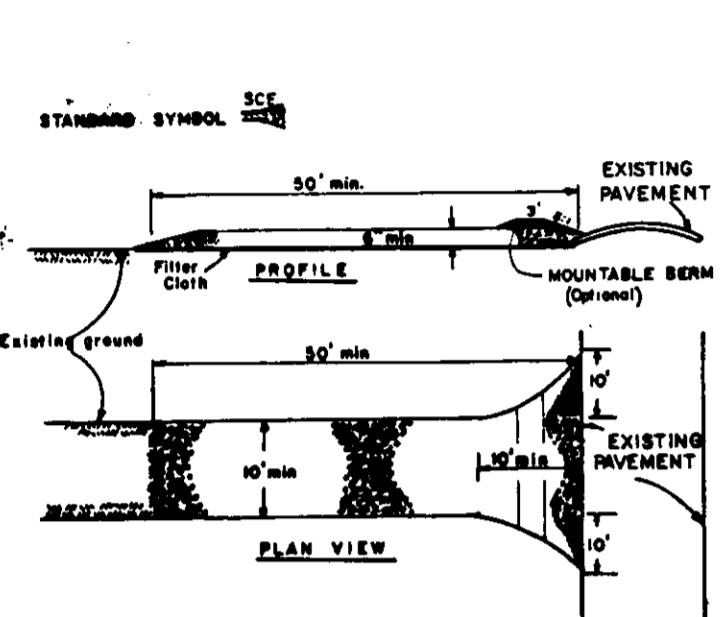 SCE
STANDARD SYMBOL
50' min.
EXISTING
PAVEMENT
3'
6" min
Filter
Cloth
PROFILE
MOUNTABLE BERM
(Optional)
Existing ground
50' min
10'
10' min
10' min
EXISTING
PAVEMENT
10'
PLAN VIEW